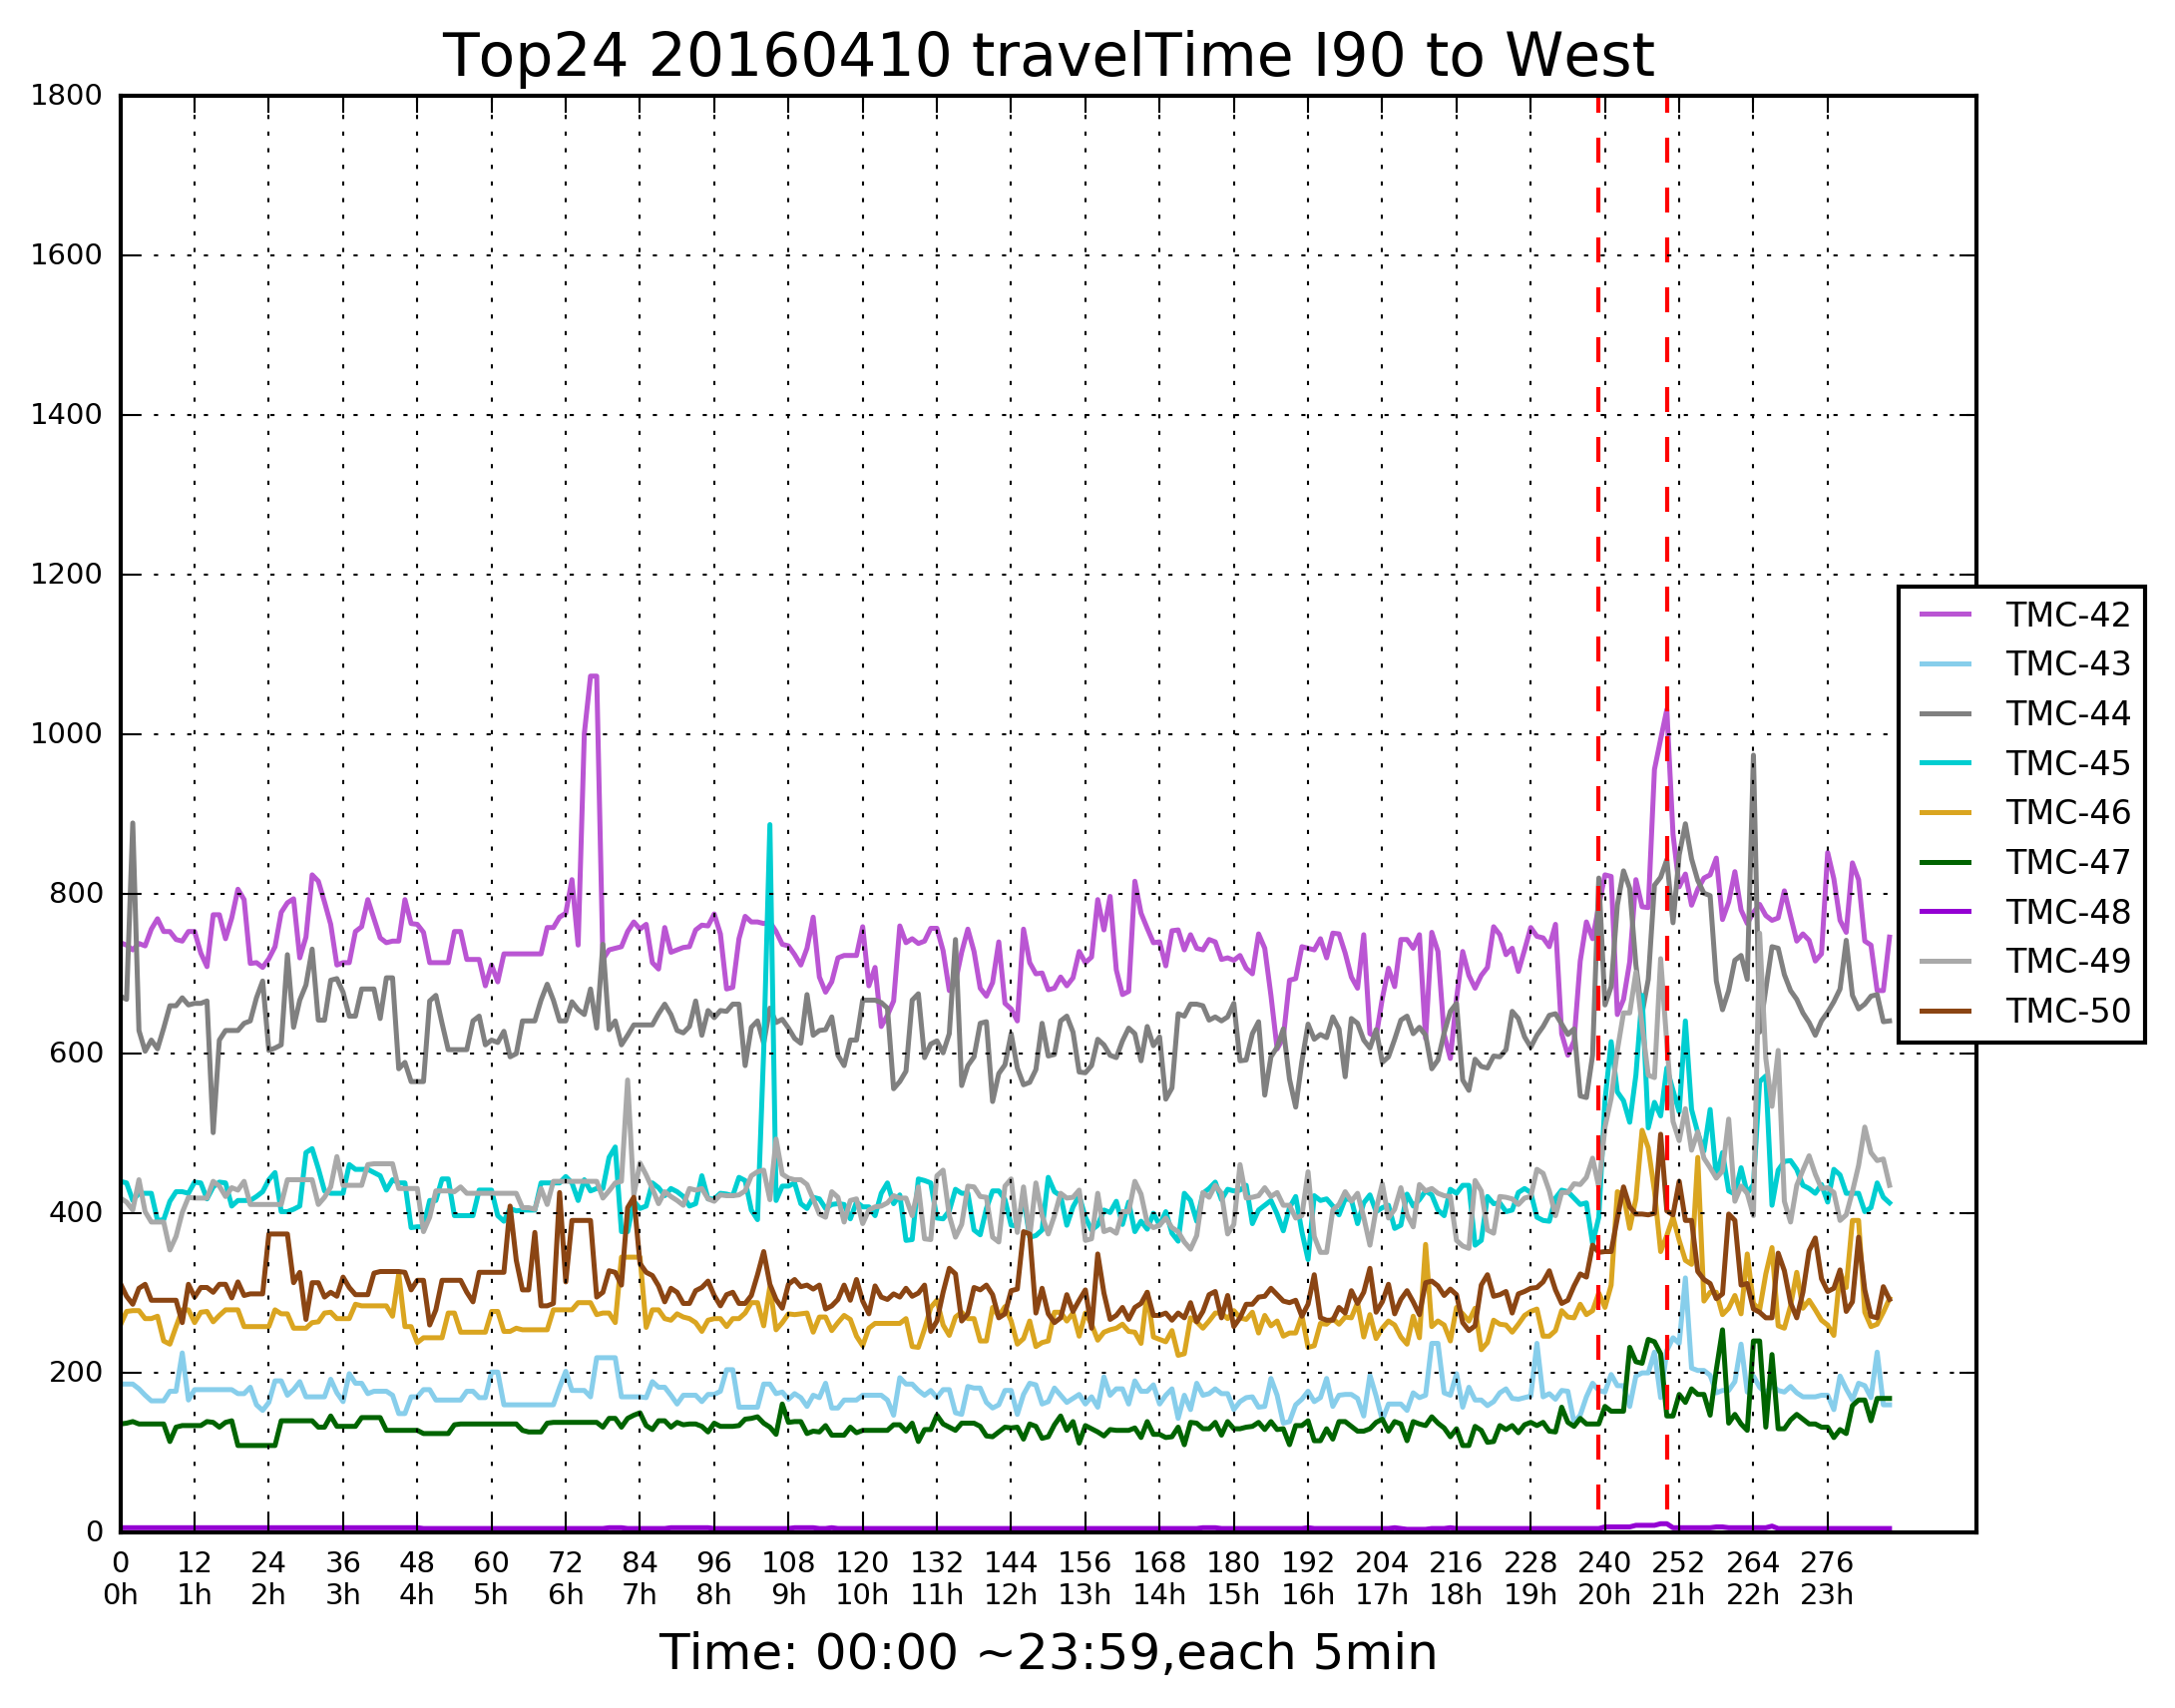 Top24 20160410 travelTime I90 to West
1800
1600
1400
1200
1000
800
600
400
200
0
TMC-42
TMC-43
TMC-44
TMC-45
TMC-46
TMC-47
TMC-48
TMC-49
TMC-50
0 12 24 36 48 60 72 84 96 108 120 132 144 156 168 180 192 204 216 228 240 252 264 276
0h 1h 2h 3h 4h 5h 6h 7h 8h 9h 10h 11h 12h 13h 14h 15h 16h 17h 18h 19h 20h 21h 22h 23h
Time: 00:00 ~23:59,each 5min